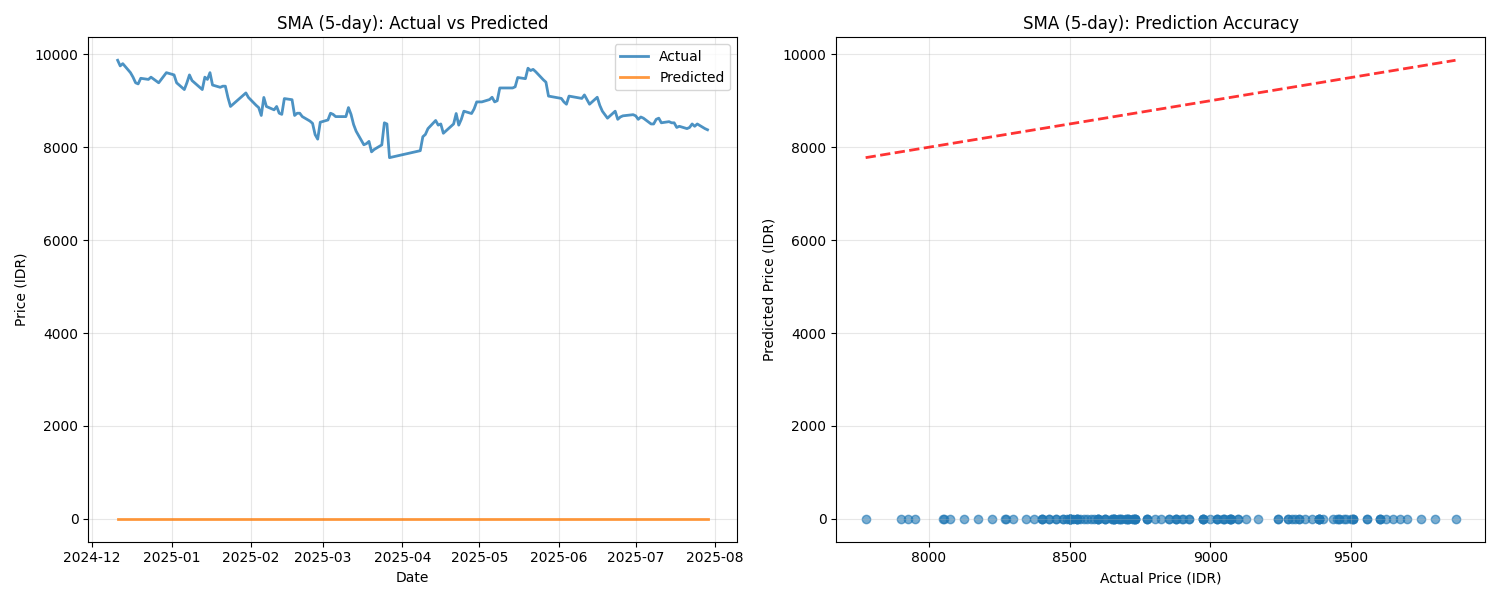 SMA (5-day): Actual vs Predicted
Actual
Predicted
Price (IDR)
10000
8000
6000
4000
2000
0
2024-12 2025-01 2025-02 2025-03 2025-04 2025-05 2025-06 2025-07 2025-08
Date
SMA (5-day): Prediction Accuracy
Predicted Price (IDR)
10000
8000
6000
4000
2000
0
8000 8500 9000 9500
Actual Price (IDR)